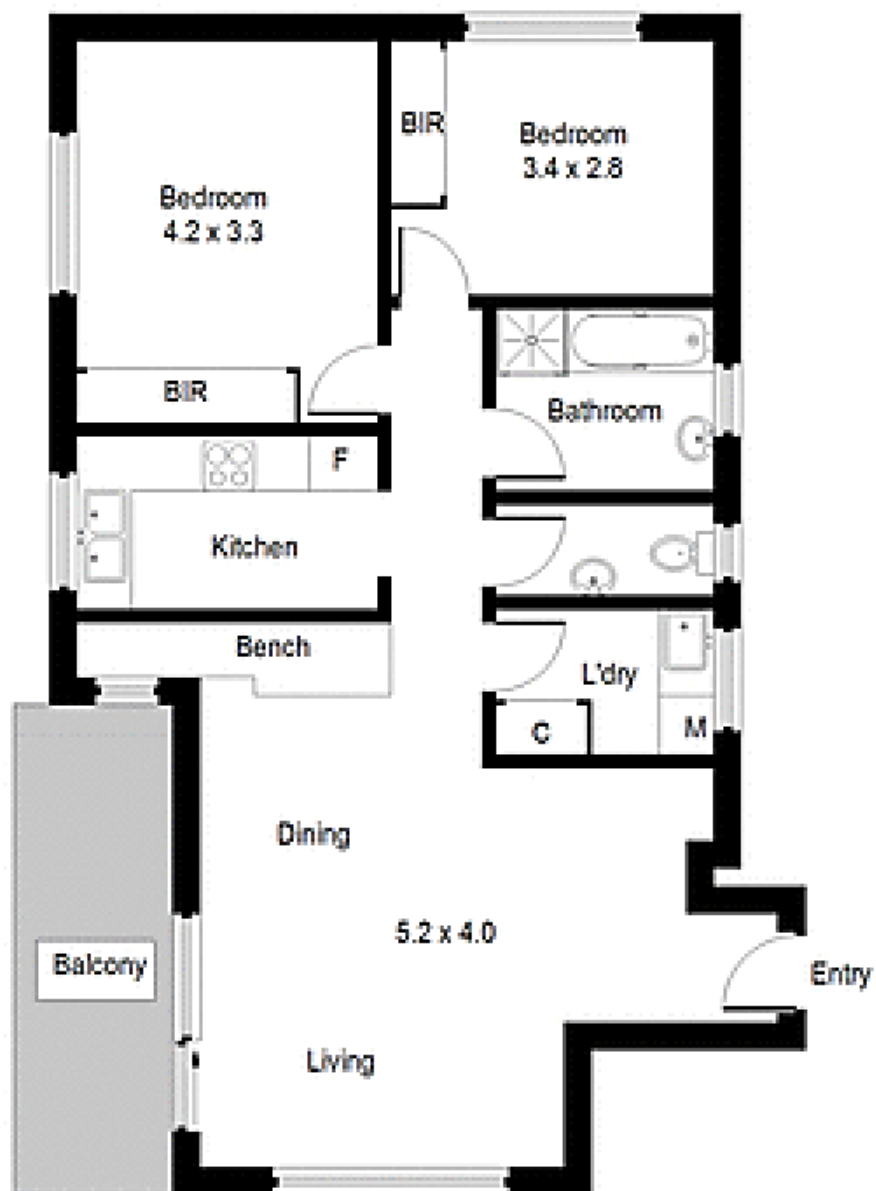 BIR
Bedroom
3.4 x 2.8
Bedroom
4.2 x 3.3
BIR
Bathroom
F
Kitchen
Bench
L'dry
C
M
Dining
5.2 x 4.0
Balcony
Entry
Living